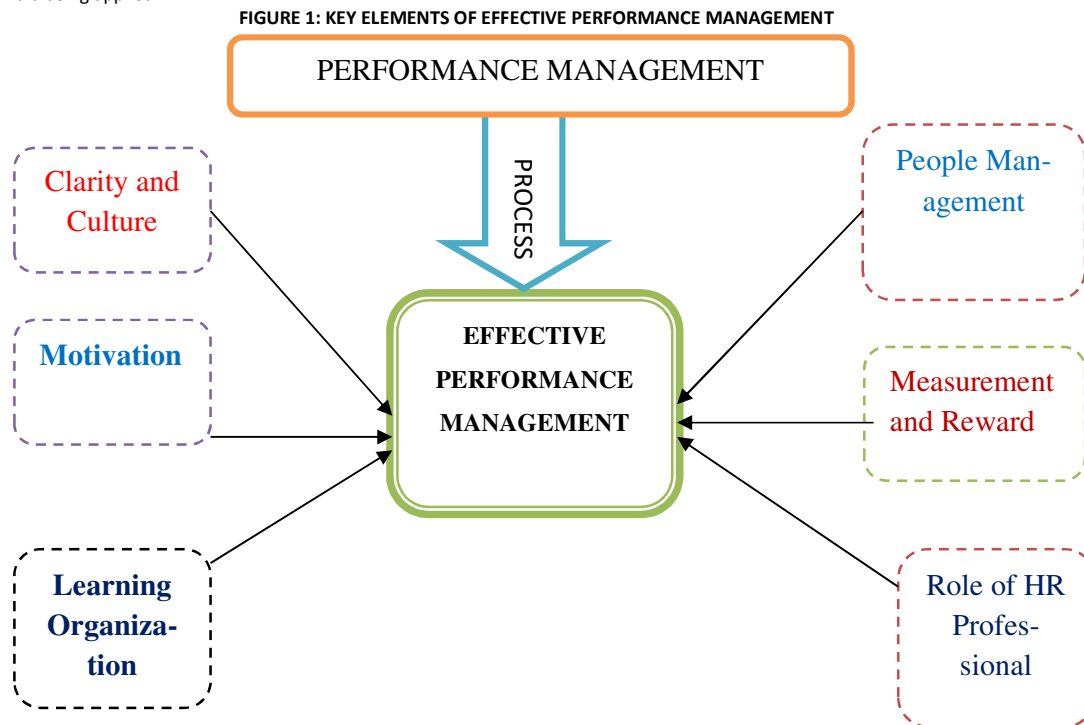 FIGURE 1: KEY ELEMENTS OF EFFECTIVE PERFORMANCE MANAGEMENT
PERFORMANCE MANAGEMENT
PROCESS
Clarity and
Culture
People Man-
agement
Motivation
EFFECTIVE
PERFORMANCE
MANAGEMENT
Measurement
and Reward
Learning
Organiza-
tion
Role of HR
Profes-
sional